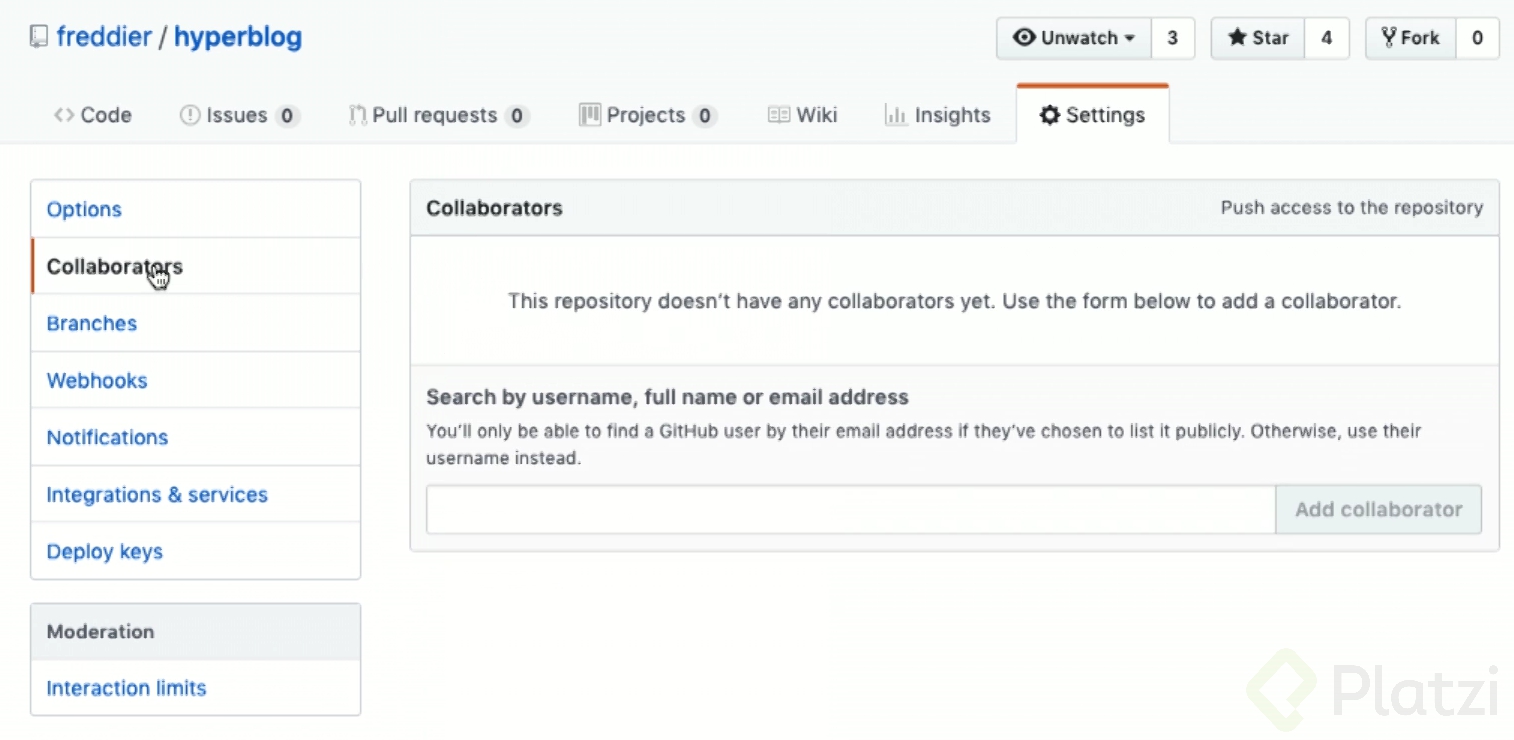 freddier / hyperblog
Unwatch 3
Star 4
Fork 0
Code
Issues 0
Pull requests 0
Projects 0
Wiki
Insights
Settings
Options
Collaborators
Branches
Webhooks
Notifications
Integrations & services
Deploy keys
Moderation
Interaction limits
Collaborators
Push access to the repository
This repository doesn’t have any collaborators yet. Use the form below to add a collaborator.
Search by username, full name or email address
You’ll only be able to find a GitHub user by their email address if they’ve chosen to list it publicly. Otherwise, use their
username instead.
Add collaborator
Platzi